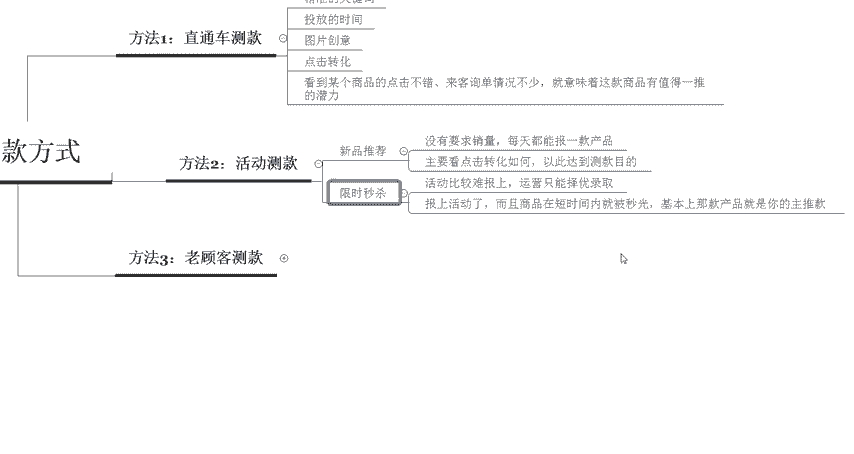 精准的关键词
方法1：直通车测款
投放的时间
图片创意
点击转化
看到某个商品的点击不错、来客询单情况不少，就意味着这款商品有值得一推
的潜力
款方式
方法2：活动测款
新品推荐
没有要求销量，每天都能报一款产品
主要看点击转化如何，以此达到测款目的
限时秒杀
活动比较难报上，运营只能择优录取
报上活动了，而且商品在短时间内就被秒光，基本上那款产品就是你的主推款
方法3：老顾客测款